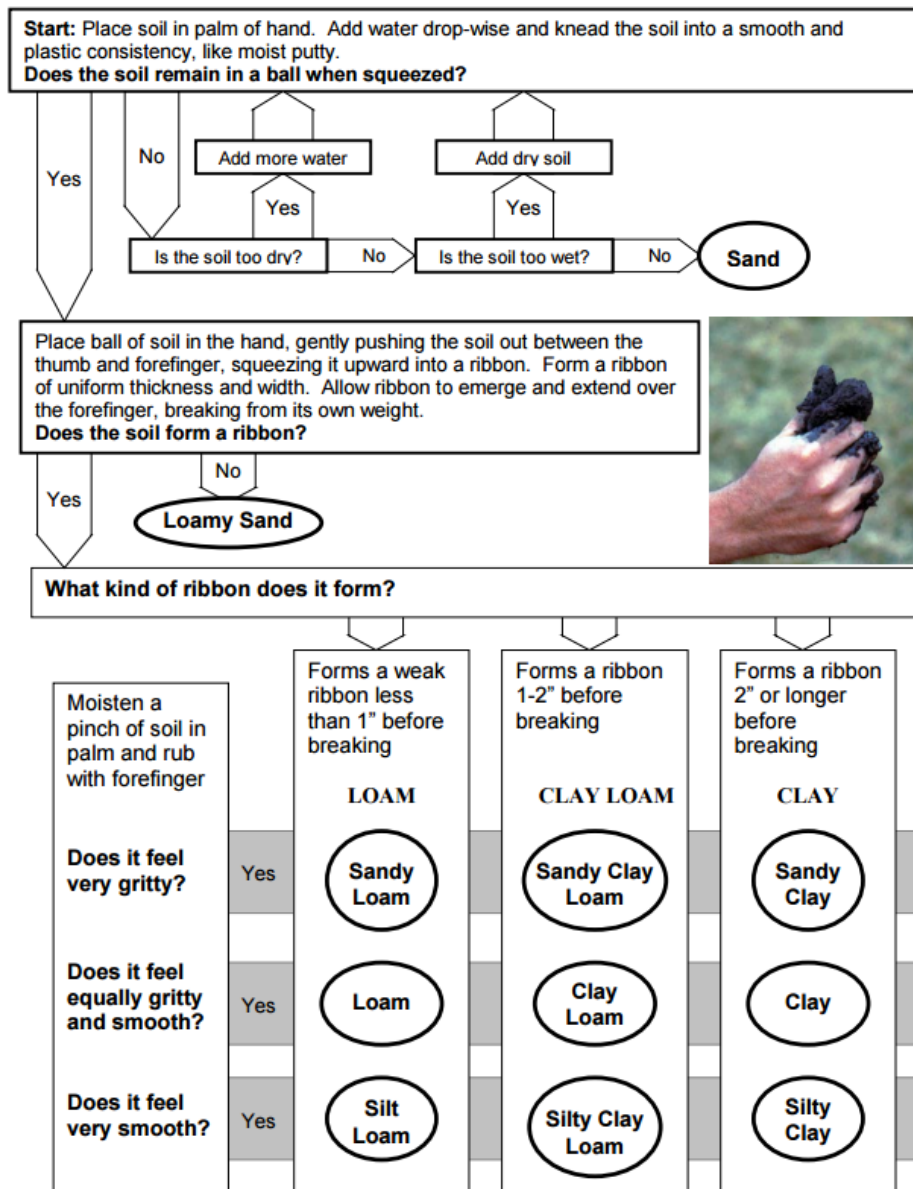 Start: Place soil in palm of hand. Add water drop-wise and knead the soil into a smooth and
plastic consistency, like moist putty.
Does the soil remain in a ball when squeezed?
Yes
No
Add more water
Add dry soil
Yes
Yes
Is the soil too dry?
No
Is the soil too wet?
No
Sand
Place ball of soil in the hand, gently pushing the soil out between the
thumb and forefinger, squeezing it upward into a ribbon. Form a ribbon
of uniform thickness and width. Allow ribbon to emerge and extend over
the forefinger, breaking from its own weight.
Does the soil form a ribbon?
Yes
No
Loamy Sand
What kind of ribbon does it form?
Moisten a
pinch of soil in
palm and rub
with forefinger
Forms a weak
ribbon less
than 1” before
breaking
LOAM
Forms a ribbon
1-2” before
breaking
CLAY LOAM
Forms a ribbon
2” or longer
before
breaking
CLAY
Does it feel
very gritty?
Yes
Sandy
Loam
Sandy Clay
Loam
Sandy
Clay
Does it feel
equally gritty
and smooth?
Yes
Loam
Clay
Loam
Clay
Does it feel
very smooth?
Yes
Silt
Loam
Silty Clay
Loam
Silty
Clay